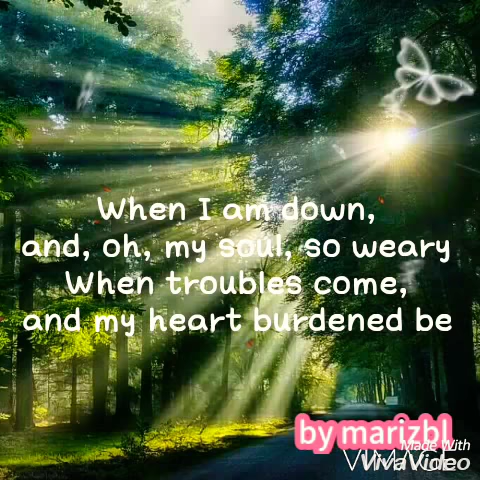 When I am down,
and, oh, my soul, so weary
When troubles come,
and my heart burdened be
by marizbl
Made With
VivaVideo